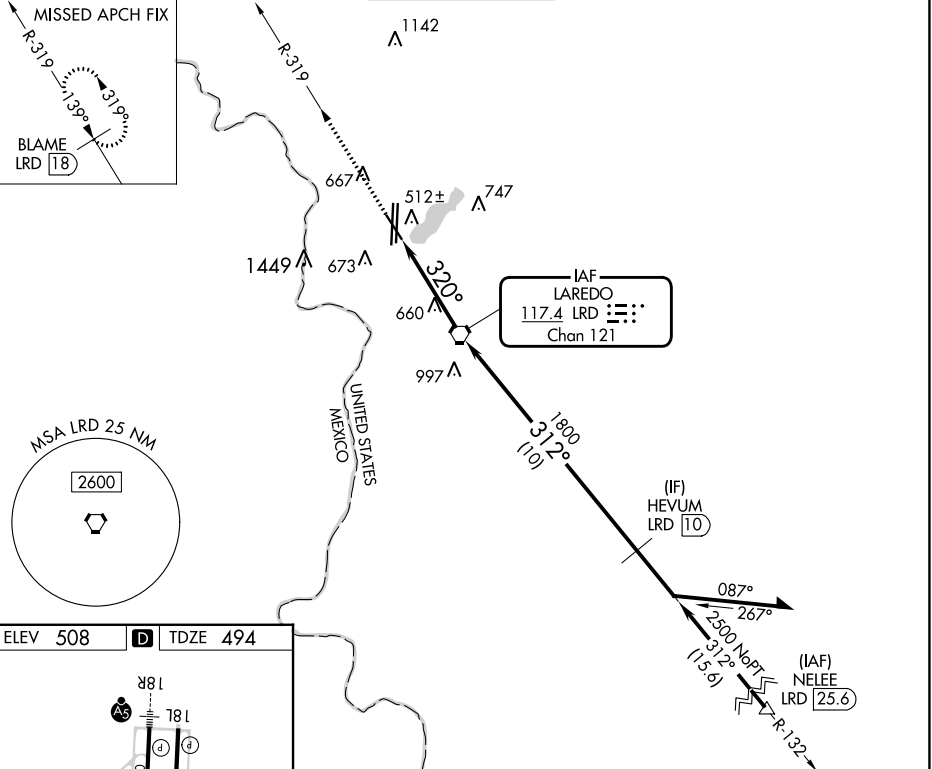 MISSED APCH FIX
R-319
139°
319°
BLAME
LRD 18
R-319
1142
667
512±
747
1449
673
320°
660
997
IAF
LAREDO
117.4 LRD
Chan 121
UNITED STATES
MEXICO
MSA LRD 25 NM
2600
1800
312°
(10)
(IF)
HEVUM
LRD 10
087°
267°
2500 NoPT
312°
(15.6)
(IAF)
NELEE
LRD 25.6
R-132
ELEV 508 D TDZE 494
18R
18L
A5
P
P